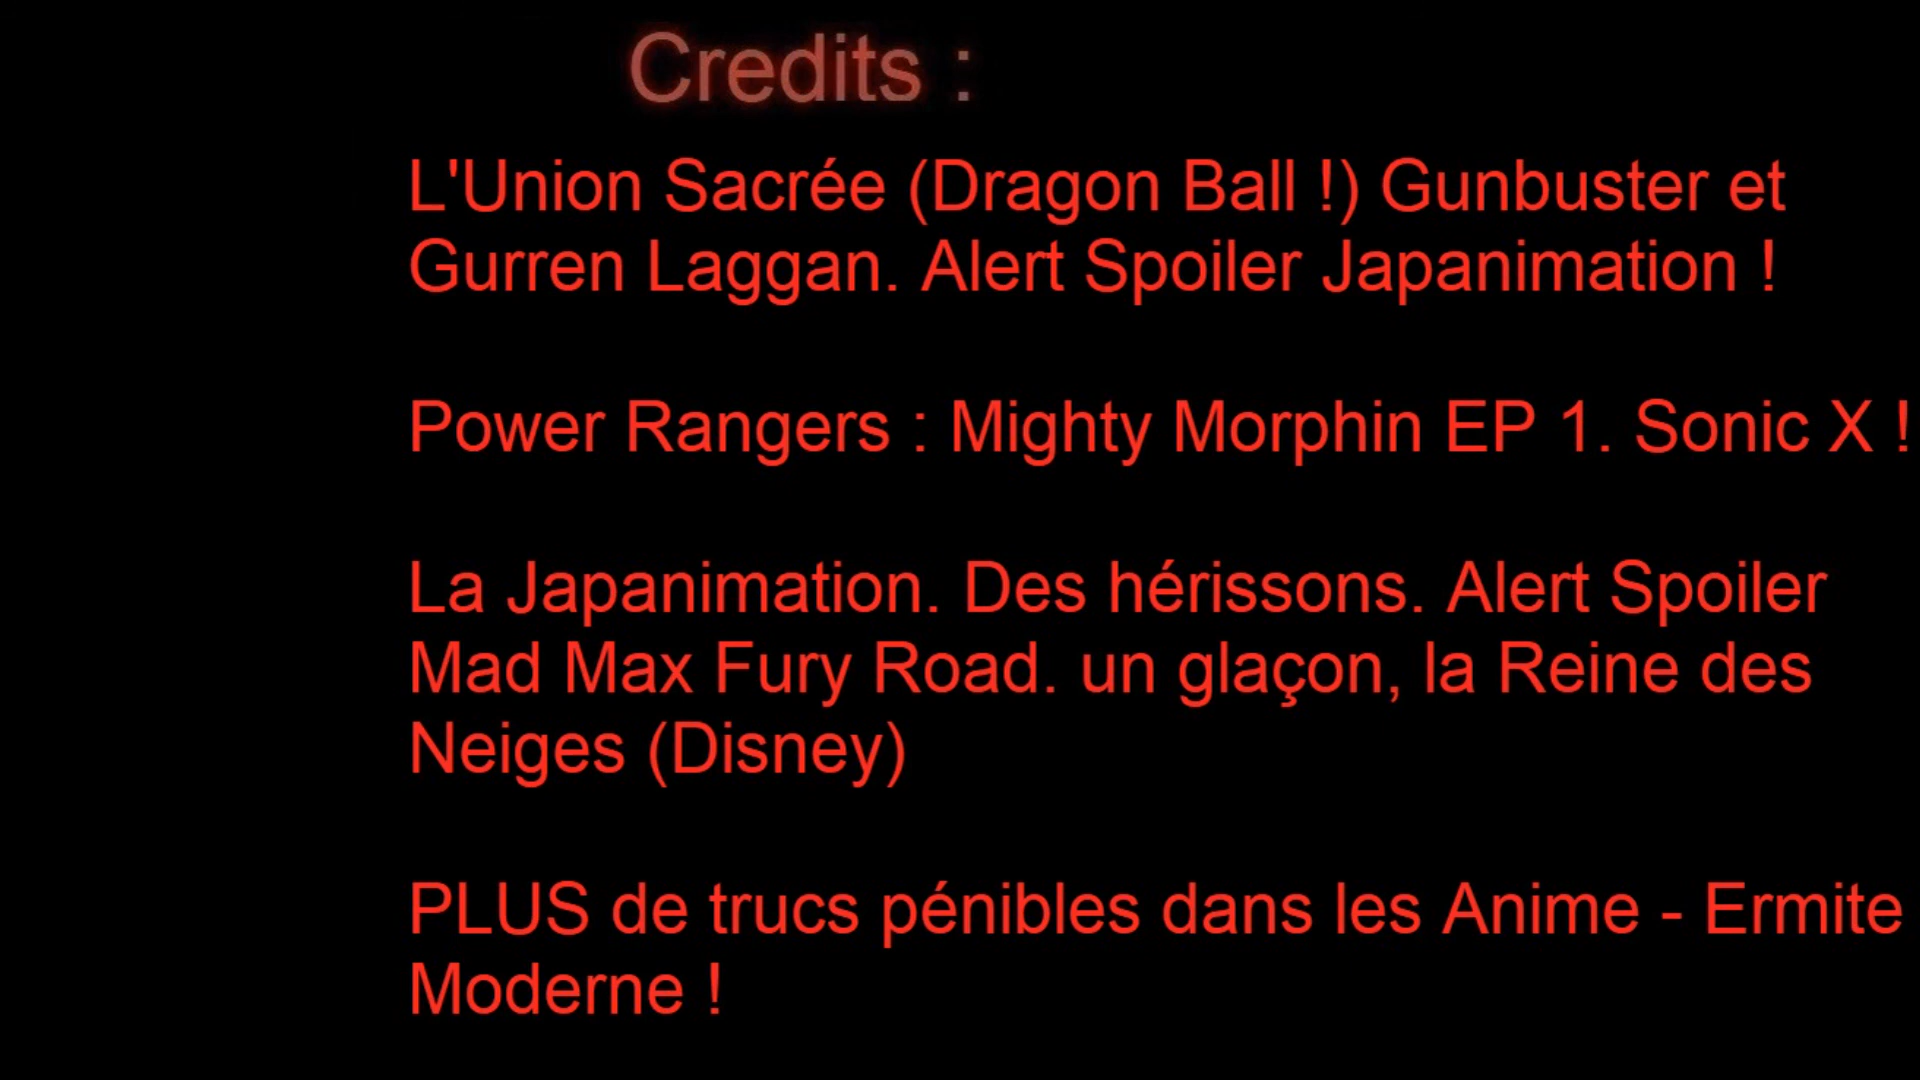 Credits :
L'Union Sacrée (Dragon Ball !) Gunbuster et
Gurren Laggan. Alert Spoiler Japanimation !
Power Rangers : Mighty Morphin EP 1. Sonic X !
La Japanimation. Des hérissons. Alert Spoiler
Mad Max Fury Road. un glaçon, la Reine des
Neiges (Disney)
PLUS de trucs pénibles dans les Anime - Ermite
Moderne !